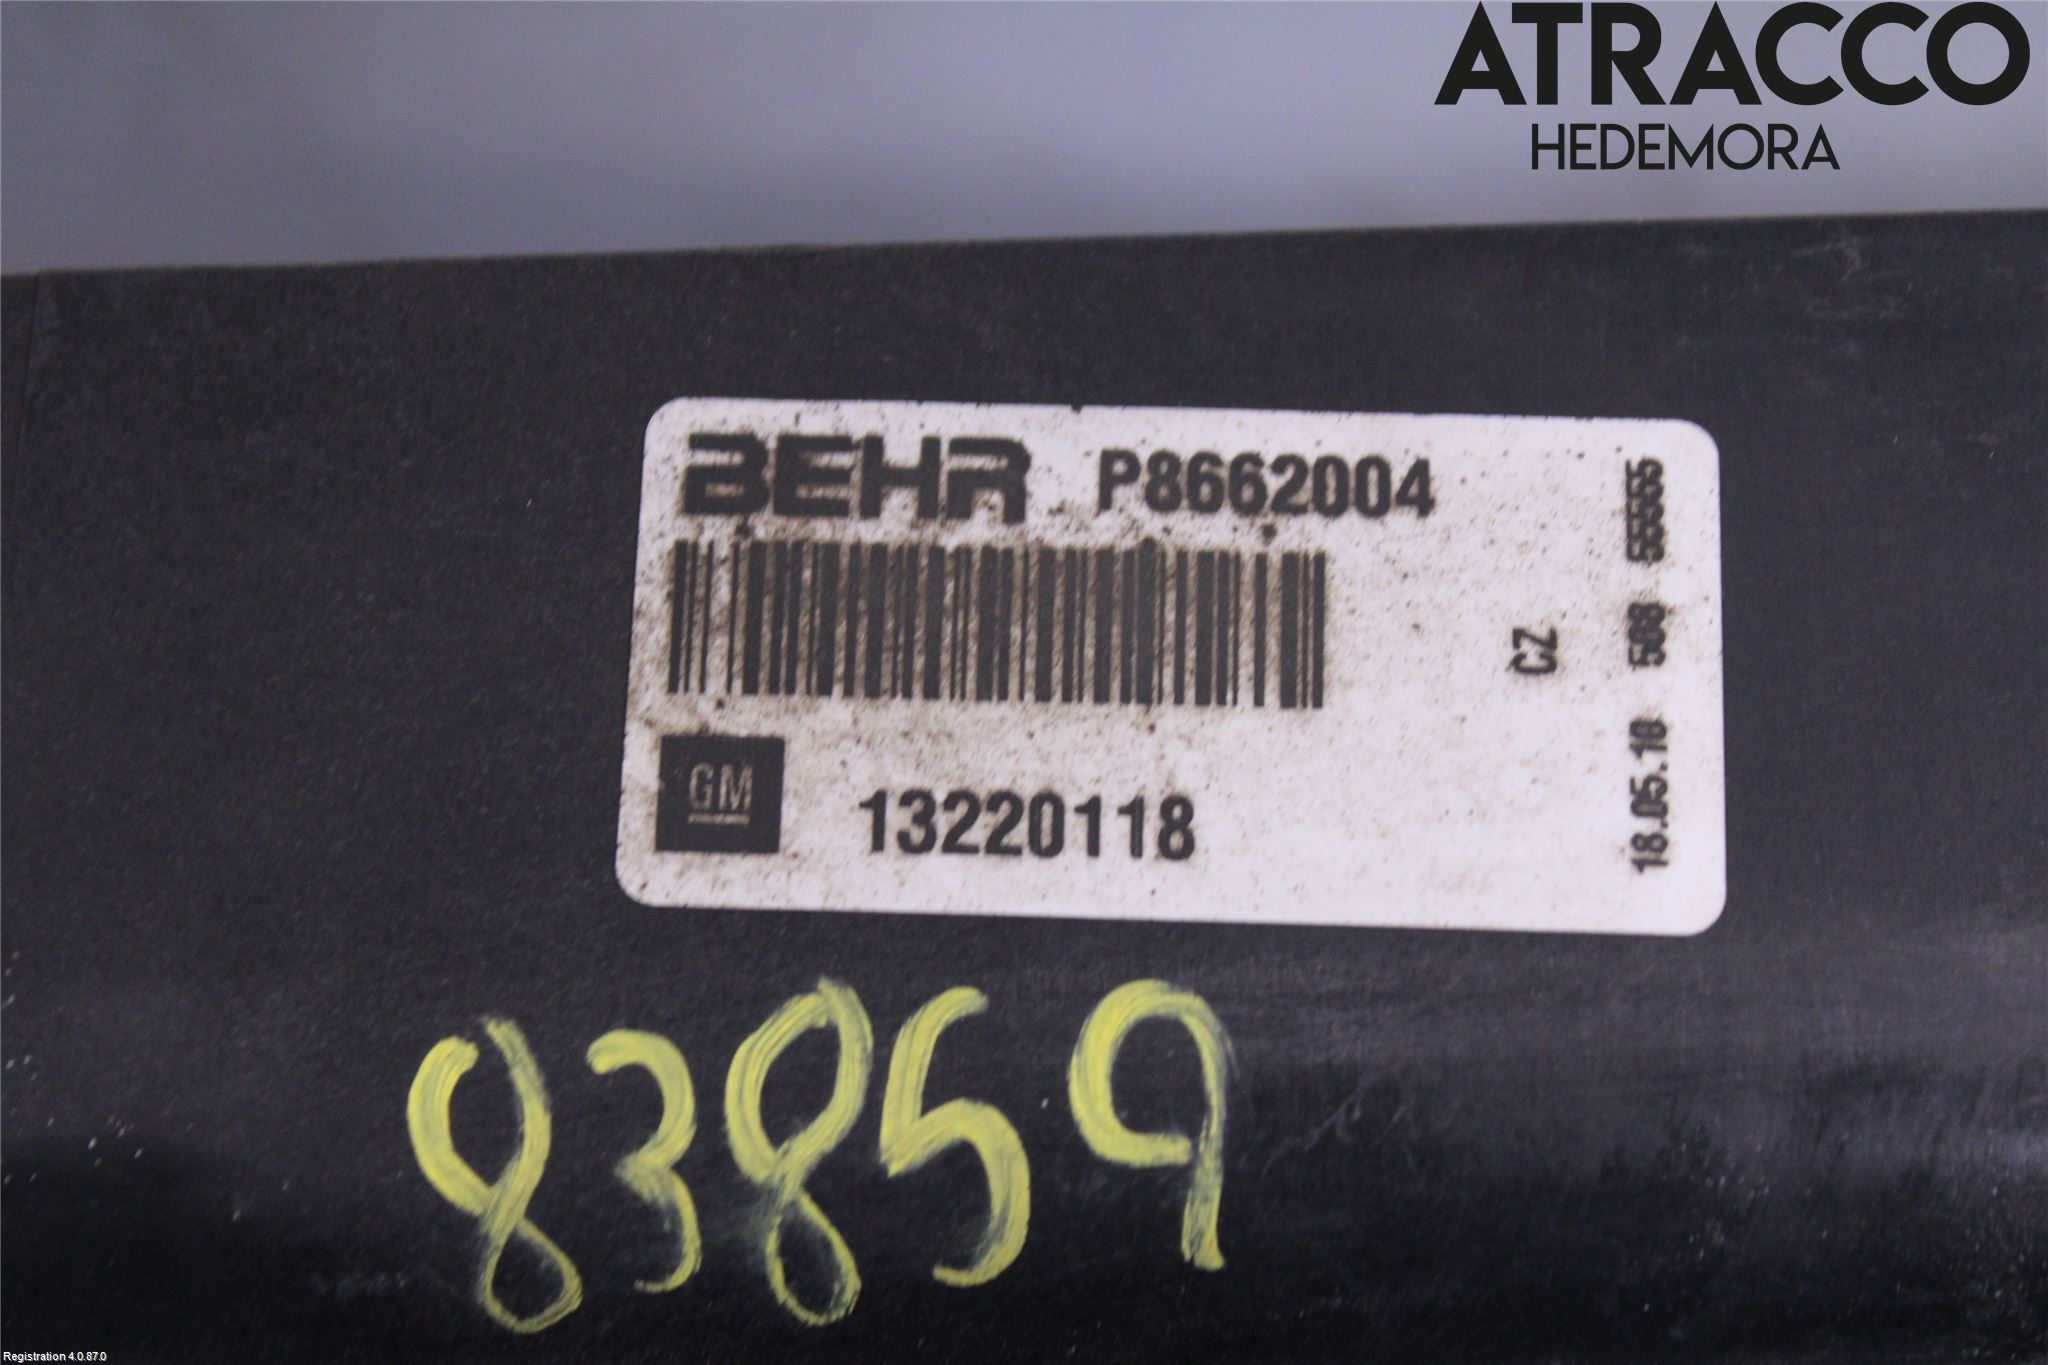 ATRACCO
HEDEMORA
BEHR P8662004
CZ
18.05.10 508 55555
GM 13220118
83859
Registration 4.0.87.0